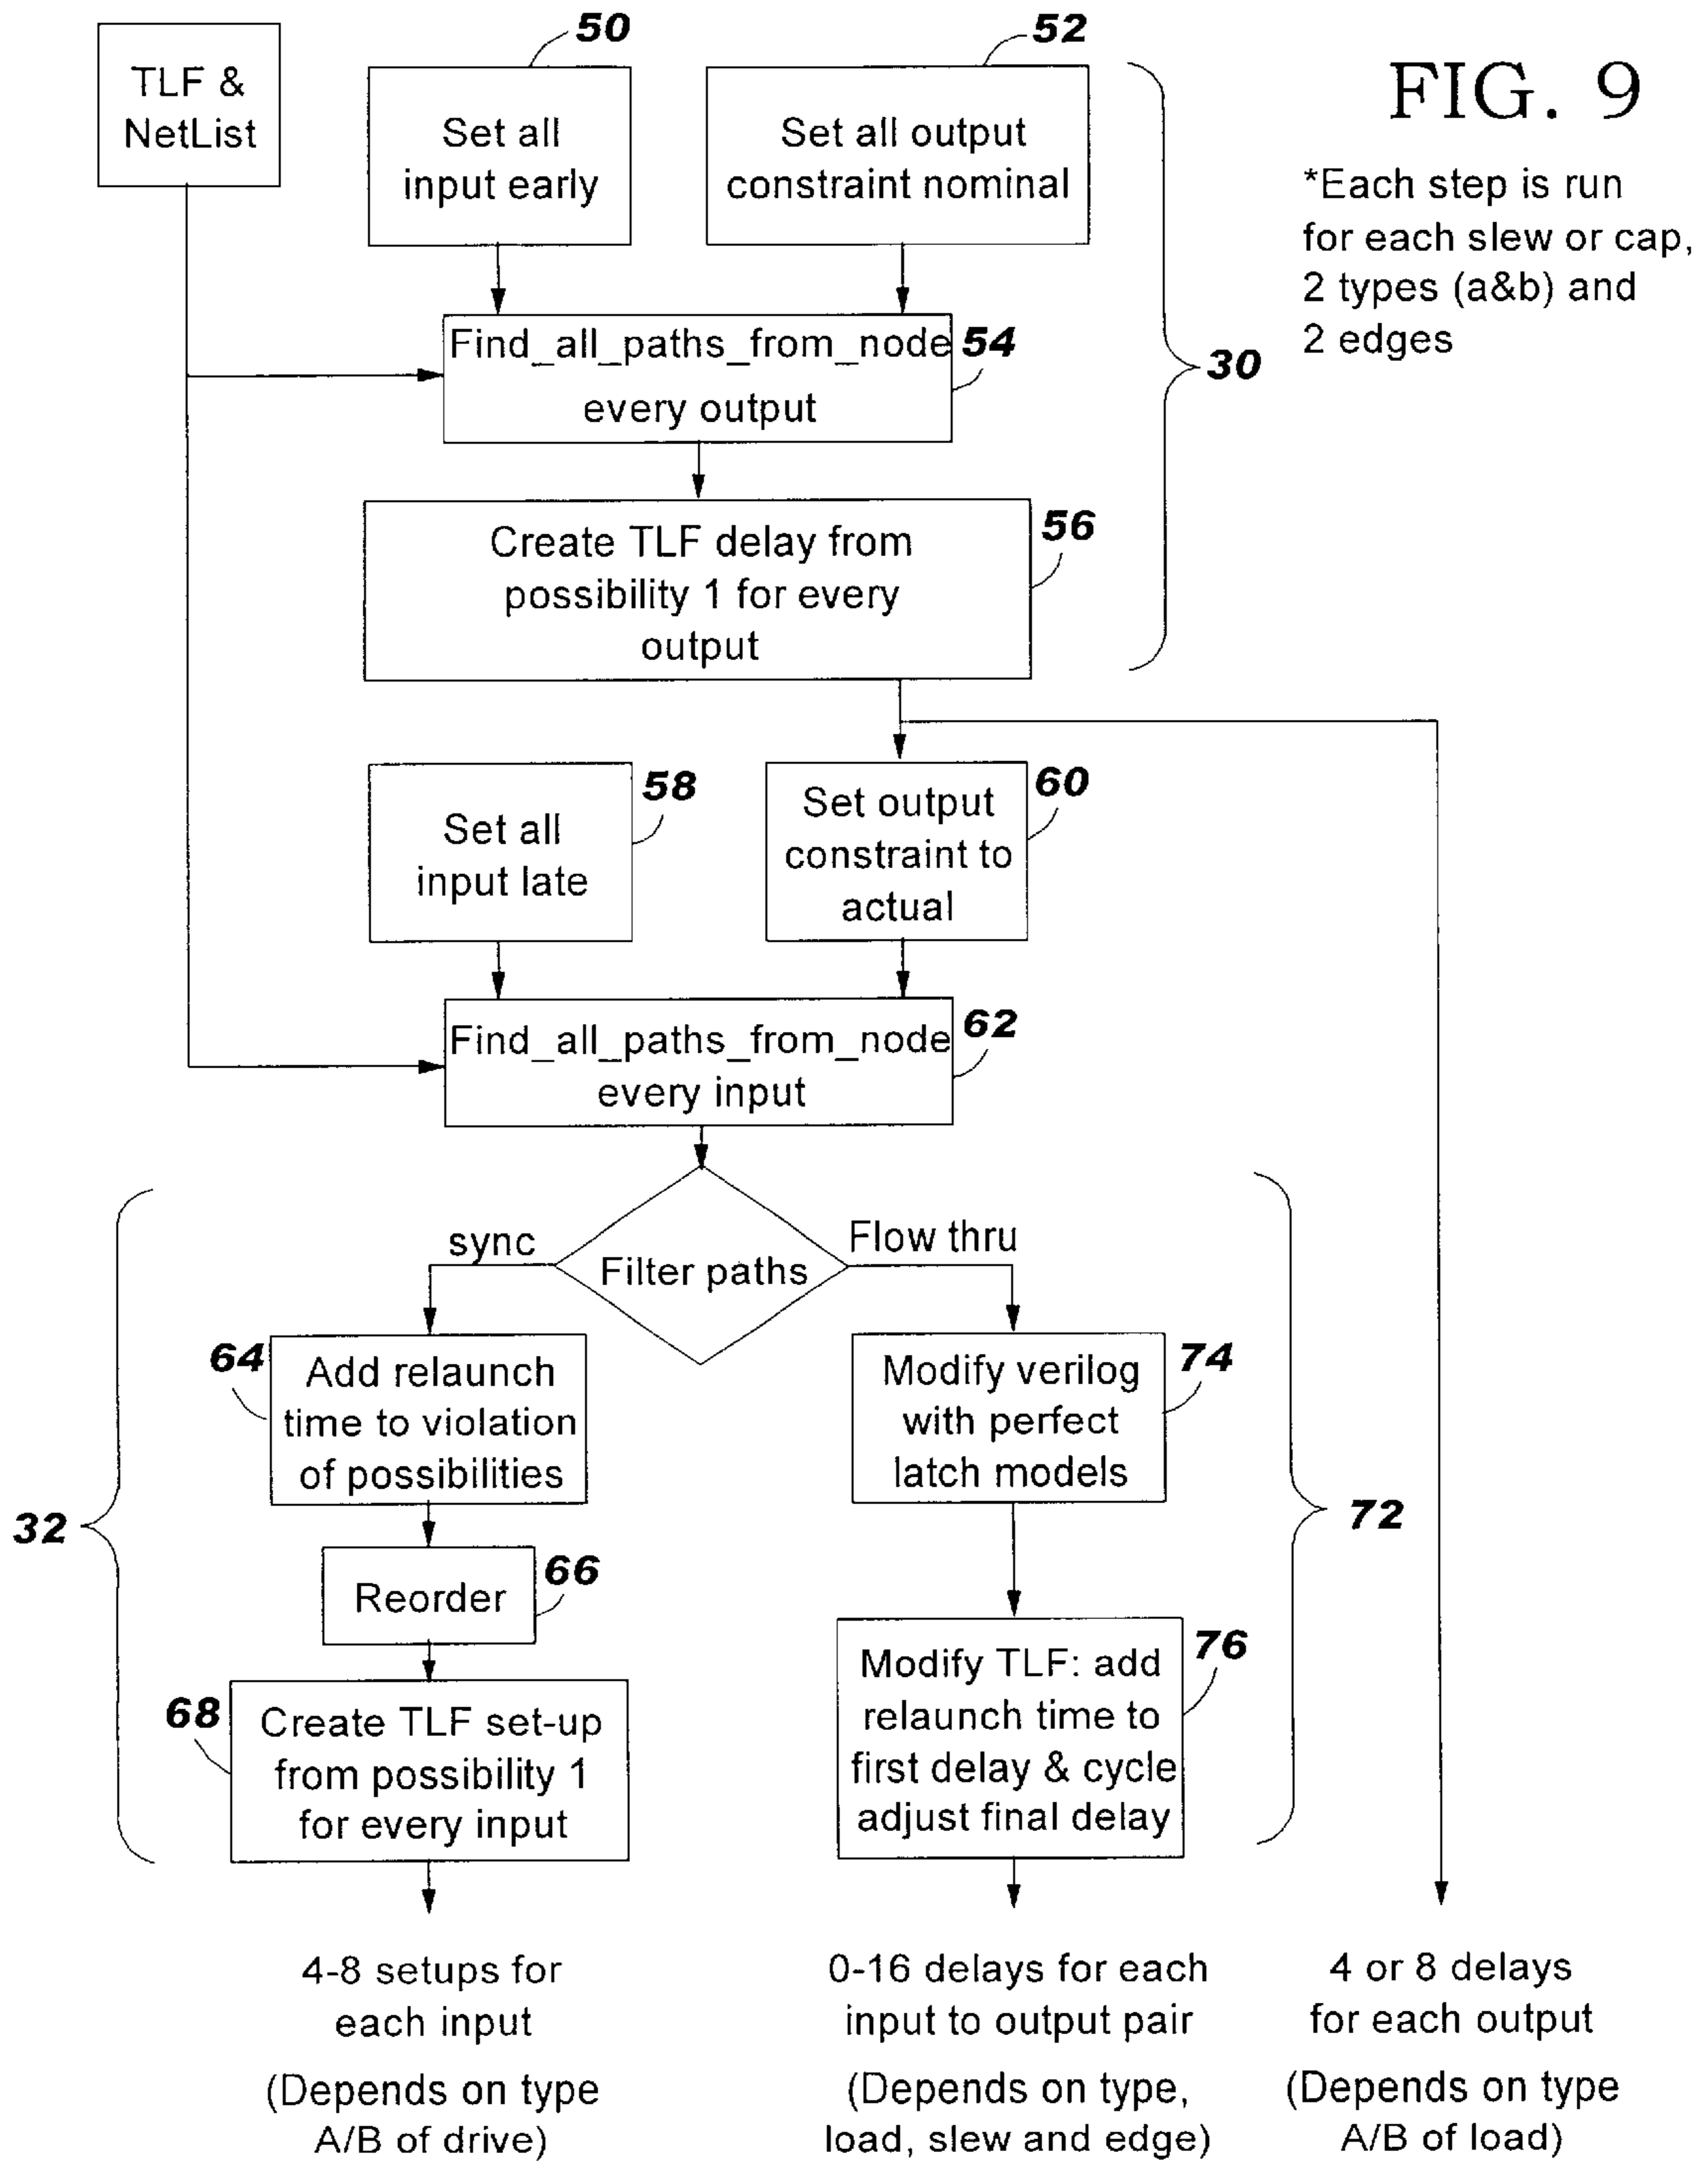 FIG. 9
*Each step is run
for each slew or cap,
2 types (a&b) and
2 edges
TLF &
NetList
50
Set all
input early
52
Set all output
constraint nominal
30
Find_all_paths_from_node
every output
54
Create TLF delay from
possibility 1 for every
output
56
Set all
input late
58
Set output
constraint to
actual
60
Find_all_paths_from_node
every input
62
Filter paths
sync
Flow thru
32
64
Add relaunch
time to violation
of possibilities
Reorder
66
68
Create TLF set-up
from possibility 1
for every input
Modify verilog
with perfect
latch models
74
72
Modify TLF: add
relaunch time to
first delay & cycle
adjust final delay
76
4-8 setups for
each input
(Depends on type
A/B of drive)
0-16 delays for each
input to output pair
(Depends on type,
load, slew and edge)
4 or 8 delays
for each output
(Depends on type
A/B of load)